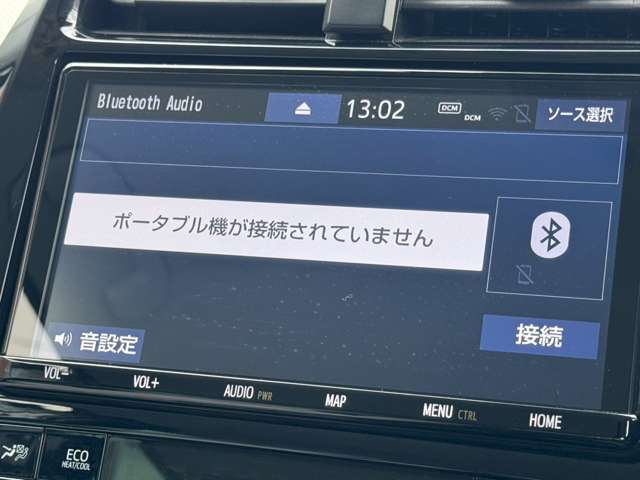 Bluetooth Audio
13:02
DCM
DCM
ソース選択
ポータブル機が接続されていません
音設定
接続
VOL-
VOL+
AUDIO PWR
MAP
MENU CTRL
HOME
ECO
HEAT/COOL